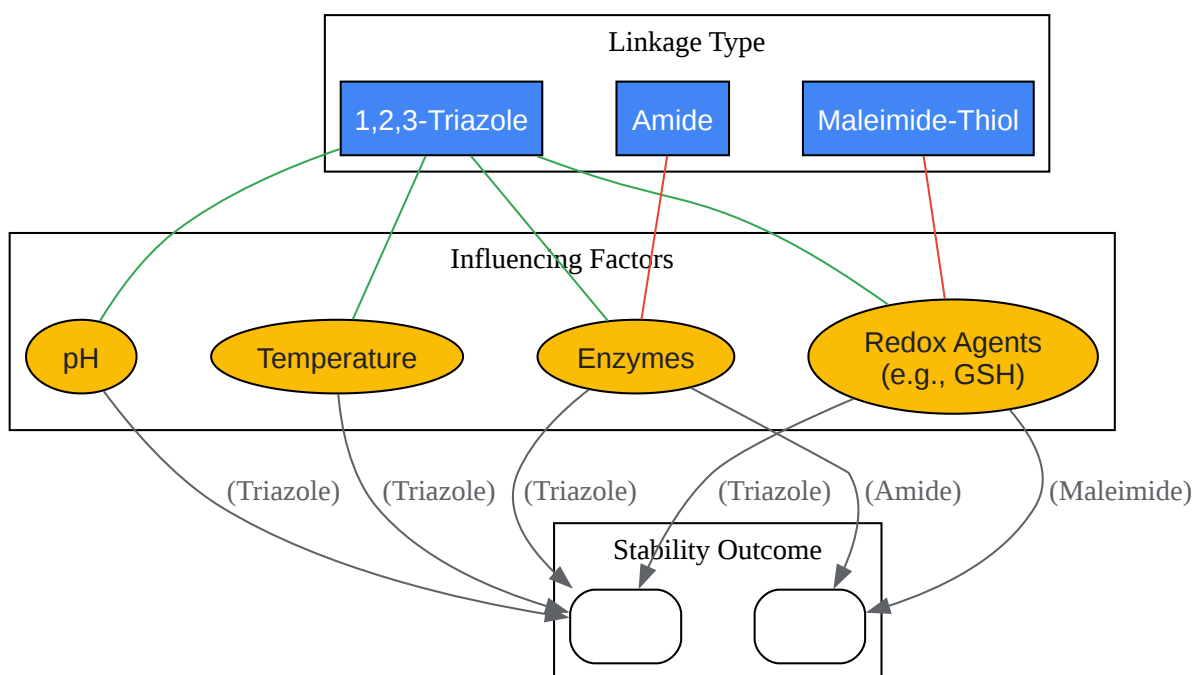 Linkage Type
1,2,3-Triazole
Amide
Maleimide-Thiol
Influencing Factors
pH
Temperature
Enzymes
Redox Agents
(e.g., GSH)
(Triazole)
(Triazole)
(Triazole)
(Triazole)
(Amide)
(Maleimide)
Stability Outcome